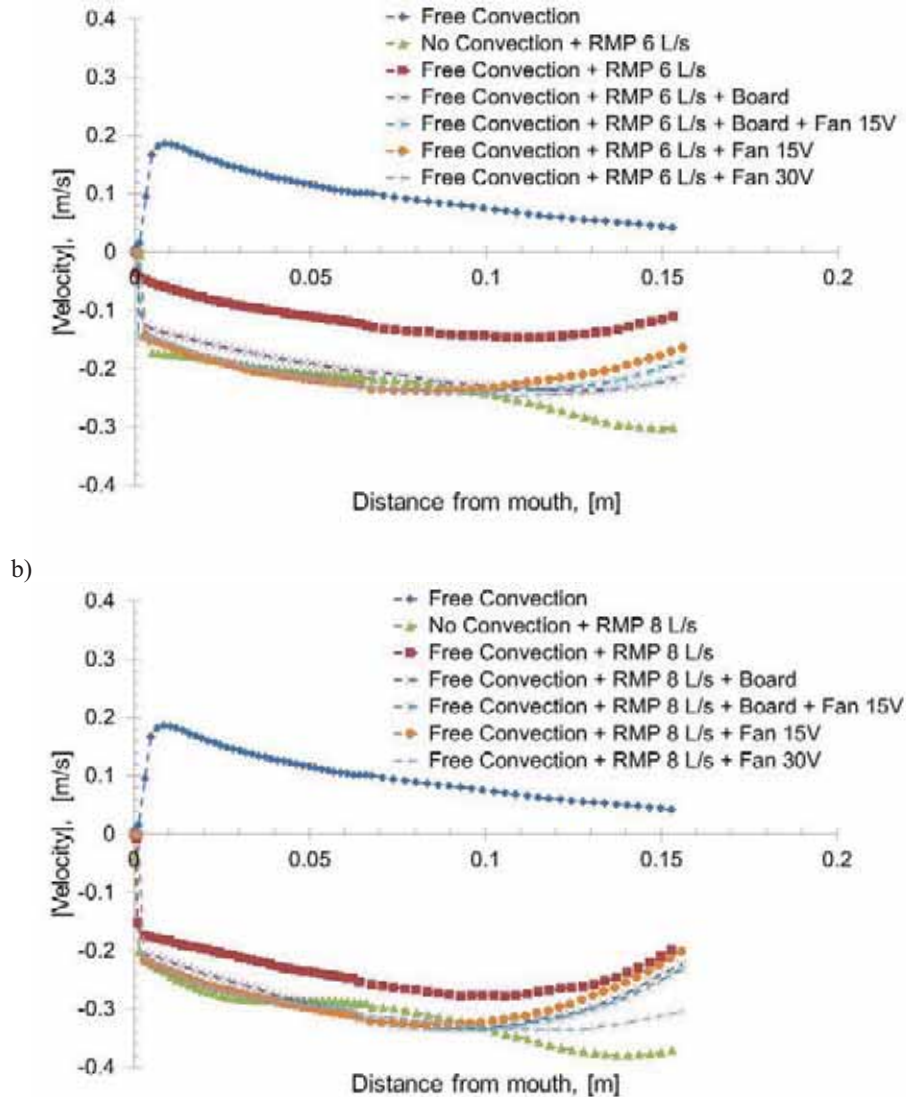 0.4
Free Convection
No Convection + RMP 6 L/s
0.3
Free Convection + RMP 6 L/s
Free Convection + RMP 6 L/s + Board
0.2
Free Convection + RMP 6 L/s + Board + Fan 15V
Free Convection + RMP 6 L/s + Fan 15V
0.1
Free Convection + RMP 6 L/s + Fan 30V
|Velocity|, [m/s]
0
0 0.05 0.1 0.15 0.2
-0.1
-0.2
-0.3
-0.4
Distance from mouth, [m]
b)
0.4
Free Convection
No Convection + RMP 8 L/s
0.3
Free Convection + RMP 8 L/s
Free Convection + RMP 8 L/s + Board
0.2
Free Convection + RMP 8 L/s + Board + Fan 15V
Free Convection + RMP 8 L/s + Fan 15V
0.1
Free Convection + RMP 8 L/s + Fan 30V
|Velocity|, [m/s]
0
0 0.05 0.1 0.15 0.2
-0.1
-0.2
-0.3
-0.4
Distance from mouth, [m]